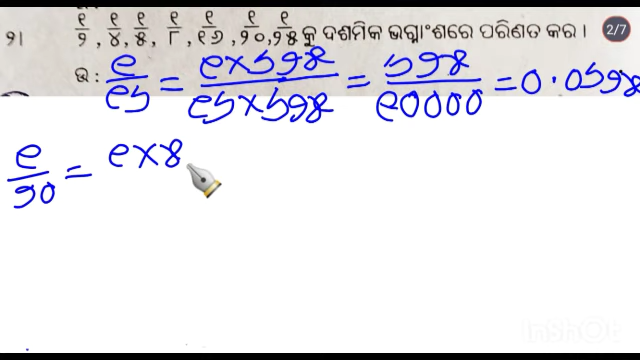 ୨। ୧/୨, ୧/୪, ୧/୫, ୧/୮, ୧/୧୬, ୧/୨୦, ୧/୨୫ କୁ ଦଶମିକ ଭଗ୍ନାଂଶରେ ପରିଣତ କର ।
2/7
ଉ: ୧/୧୬ = ୧×୬୨୫/୧୬×୬୨୫ = ୬୨୫/୧୦୦୦୦ = ୦.୦୬୨୫
୧/୨୦ = ୧×୫
InShot